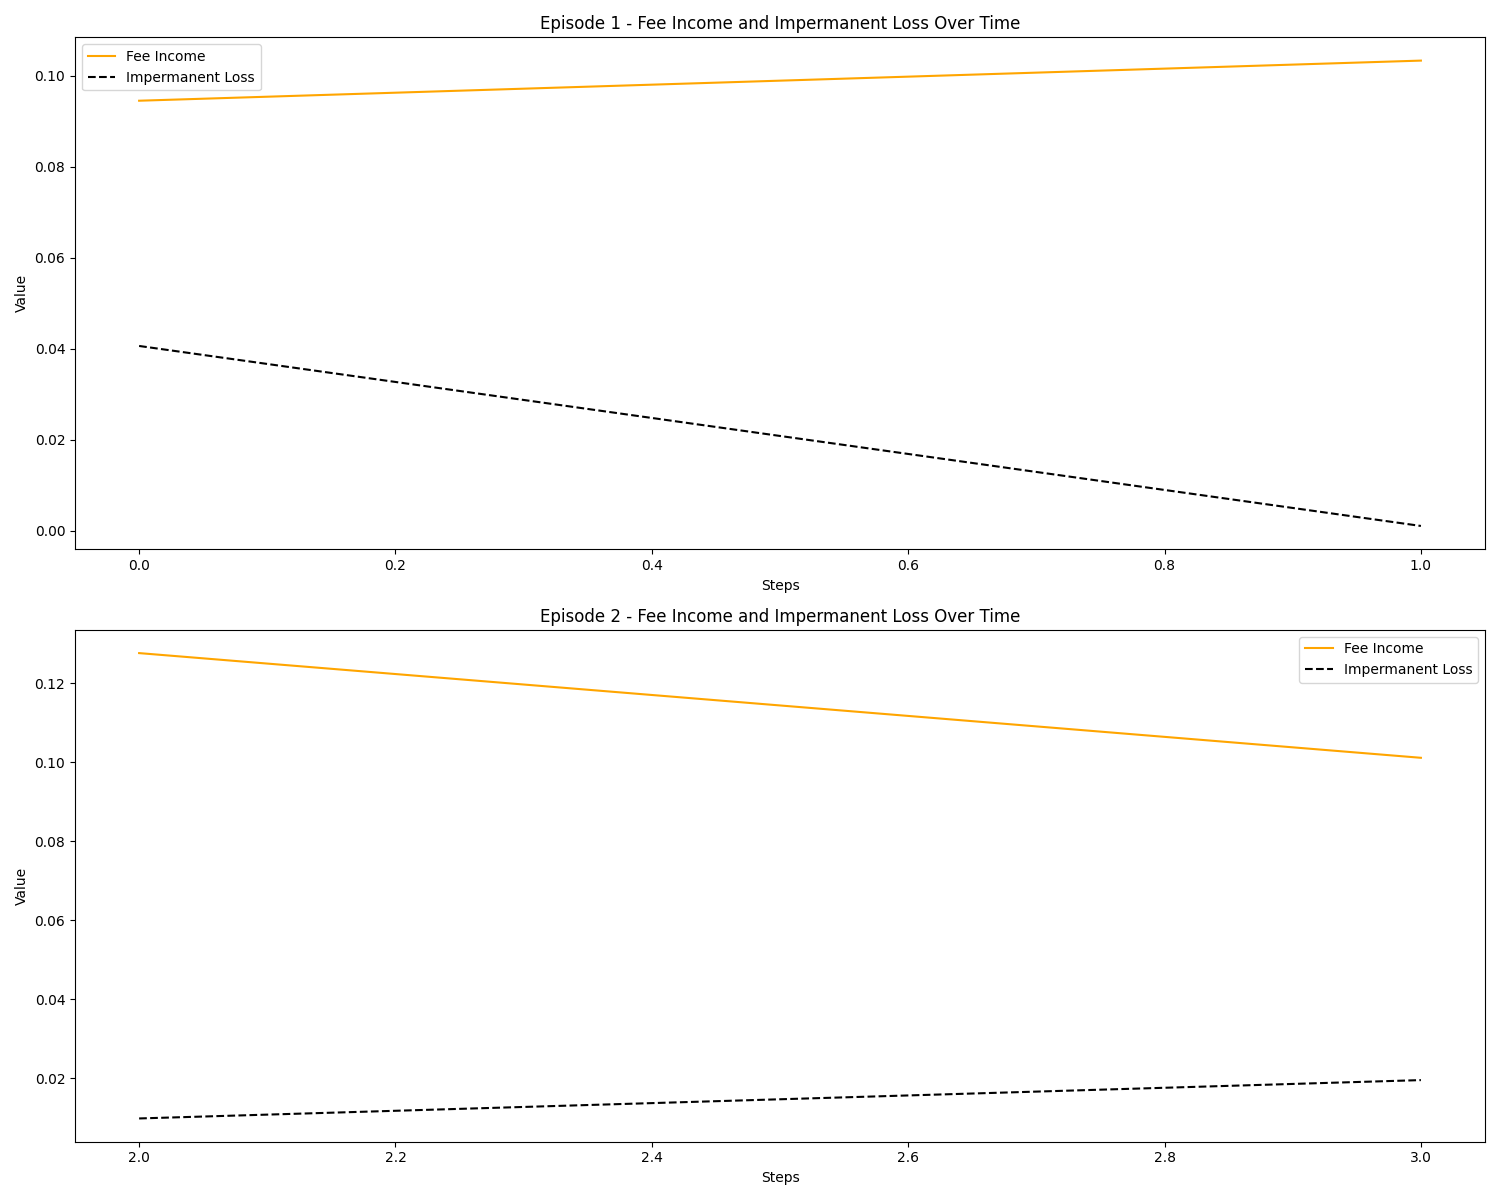 Episode 1 - Fee Income and Impermanent Loss Over Time
Fee Income
Impermanent Loss
0.10
0.08
0.06
0.04
0.02
0.00
Value
0.0 0.2 0.4 0.6 0.8 1.0
Steps
Episode 2 - Fee Income and Impermanent Loss Over Time
Fee Income
Impermanent Loss
0.12
0.10
0.08
0.06
0.04
0.02
Value
2.0 2.2 2.4 2.6 2.8 3.0
Steps